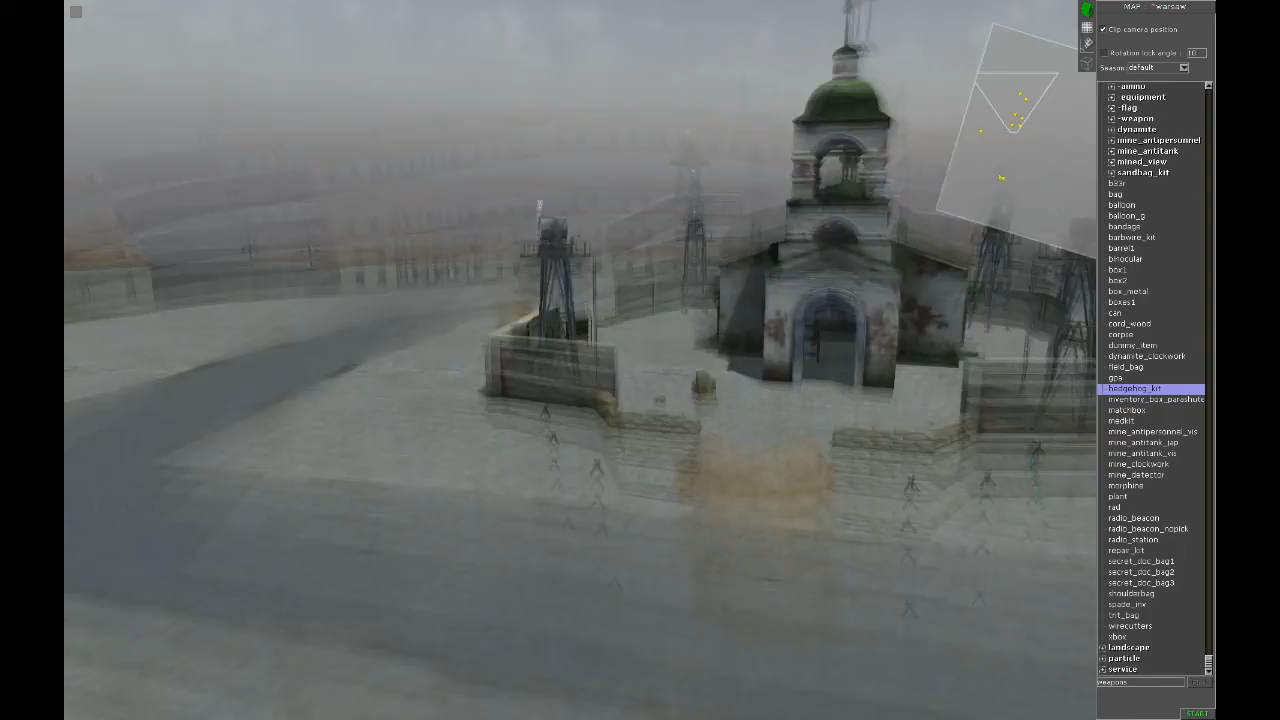 MAP : *warsaw
Clip camera position
Rotation lock angle : 10
Season: default
-ammo
-equipment
-flag
-weapon
dynamite
mine_antipersonnel
mine_antitank
mined_view
sandbag_kit
b33r
bag
balloon
balloon_g
bandage
barbwire_kit
barrel1
binocular
box1
box2
box_metal
boxes1
can
cord_wood
corpse
dummy_item
dynamite_clockwork
field_bag
gpa
hedgehog_kit
inventory_box_parashute
matchbox
medkit
mine_antipersonnel_vis
mine_antitank_jap
mine_antitank_vis
mine_clockwork
mine_detector
morphine
plant
rad
radio_beacon
radio_beacon_nopick
radio_station
repair_kit
secret_doc_bag1
secret_doc_bag2
secret_doc_bag3
shoulderbag
spade_inv
tnt_bag
wirecutters
xbox
landscape
particle
service
weapons
START